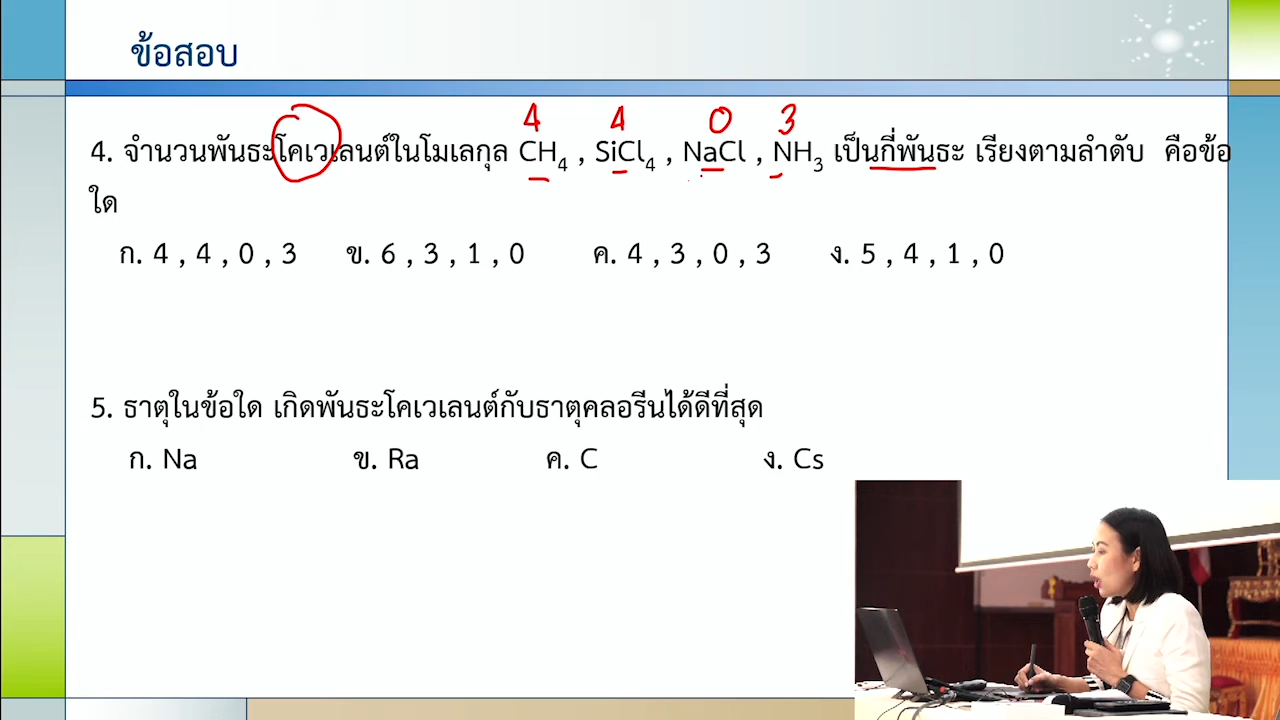 ข้อสอบ
4 4 0 3
4. จำนวนพันธะโคเวเลนต์ในโมเลกุล CH₄ , SiCl₄ , NaCl , NH₃ เป็นกี่พันธะ เรียงตามลำดับ คือข้อ
ใด
ก. 4 , 4 , 0 , 3 ข. 6 , 3 , 1 , 0 ค. 4 , 3 , 0 , 3 ง. 5 , 4 , 1 , 0
5. ธาตุในข้อใด เกิดพันธะโคเวเลนต์กับธาตุคลอรีนได้ดีที่สุด
ก. Na ข. Ra ค. C ง. Cs